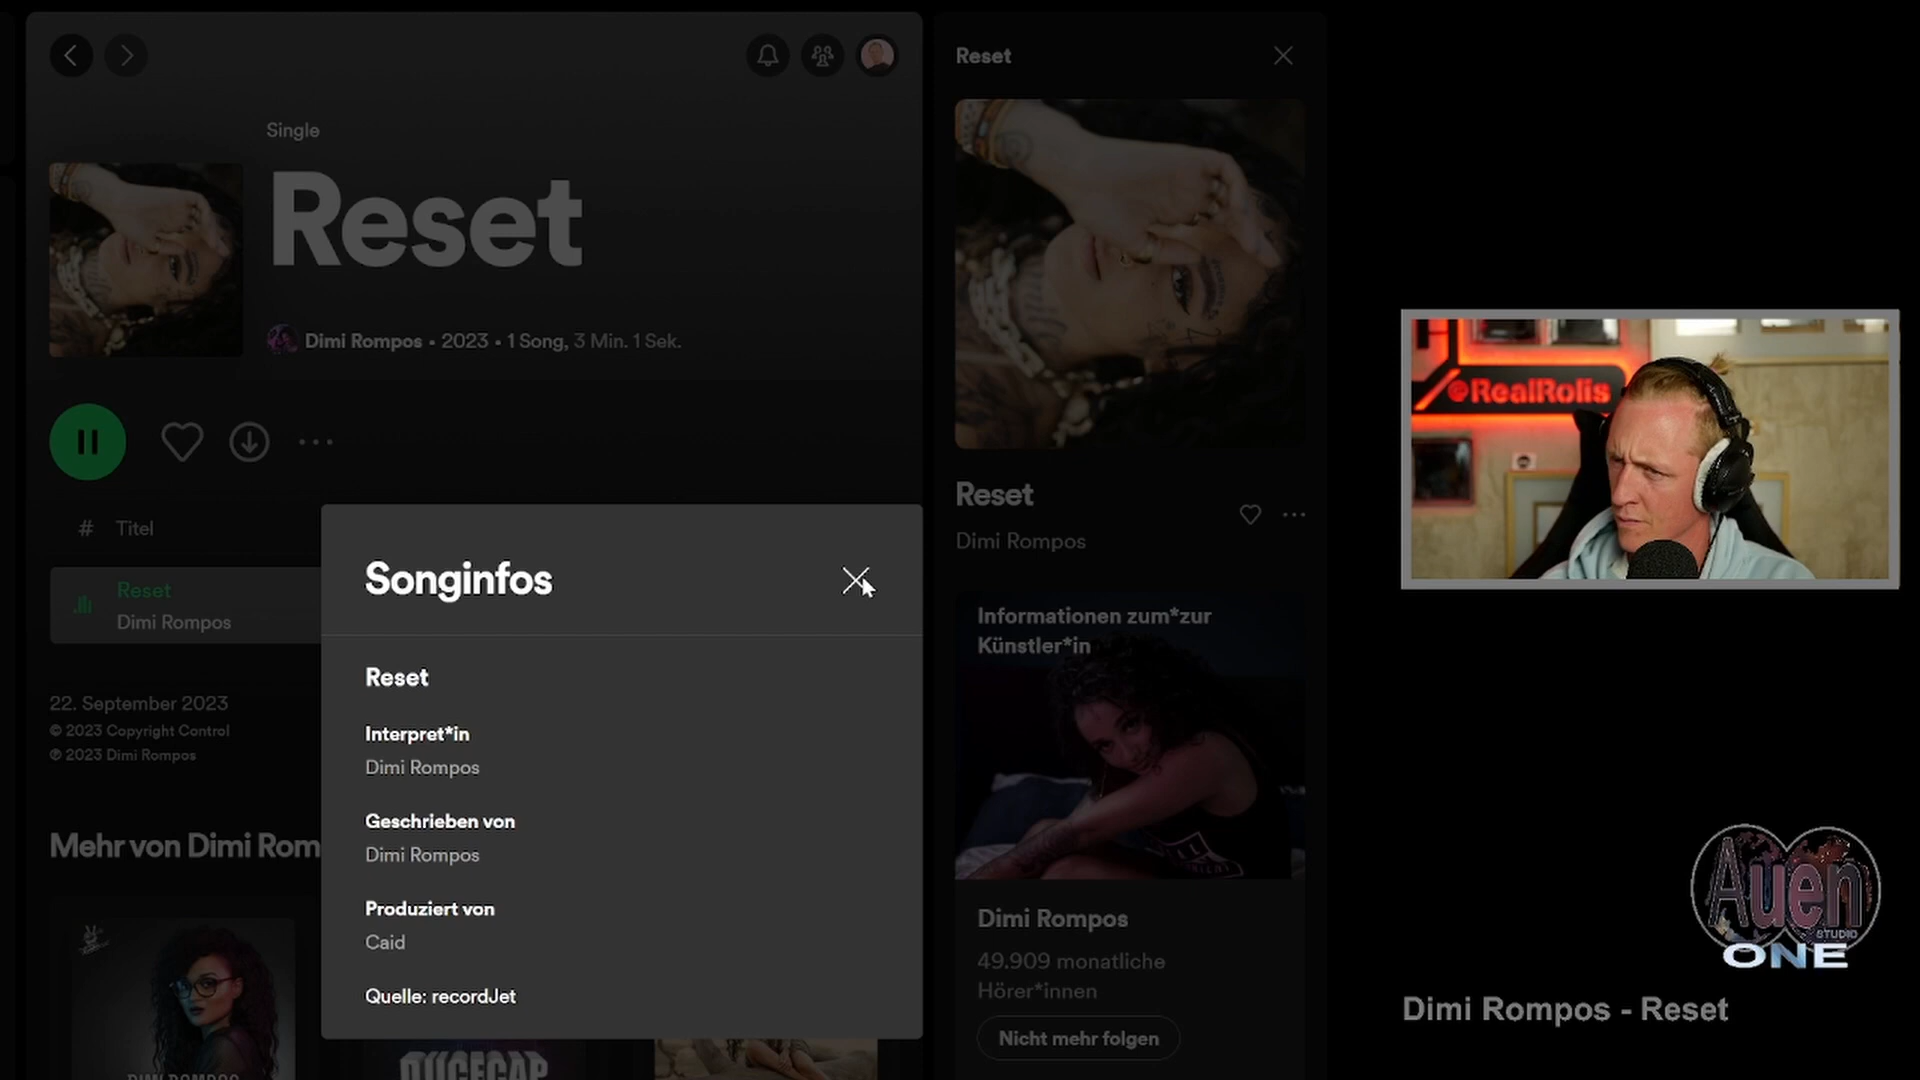 Single
Reset
Dimi Rompos • 2023 • 1 Song, 3 Min. 1 Sek.
# Titel
Reset
Dimi Rompos
22. September 2023
© 2023 Copyright Control
℗ 2023 Dimi Rompos
Mehr von Dimi Rom
Songinfos
Reset
Interpret*in
Dimi Rompos
Geschrieben von
Dimi Rompos
Produziert von
Caid
Quelle: recordJet
Reset
Reset
Dimi Rompos
Informationen zum*zur
Künstler*in
Dimi Rompos
49.909 monatliche
Hörer*innen
Nicht mehr folgen
@RealRolis
Auen
STUDIO
ONE
Dimi Rompos - Reset